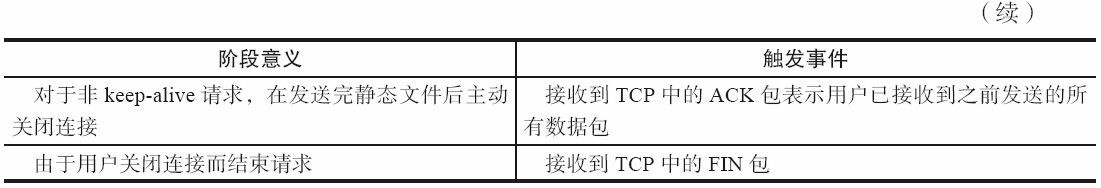 （续）
阶段意义 触发事件
对于非 keep-alive 请求，在发送完静态文件后主动 接收到 TCP 中的 ACK 包表示用户已接收到之前发送的所
关闭连接 有数据包
由于用户关闭连接而结束请求 接收到 TCP 中的 FIN 包